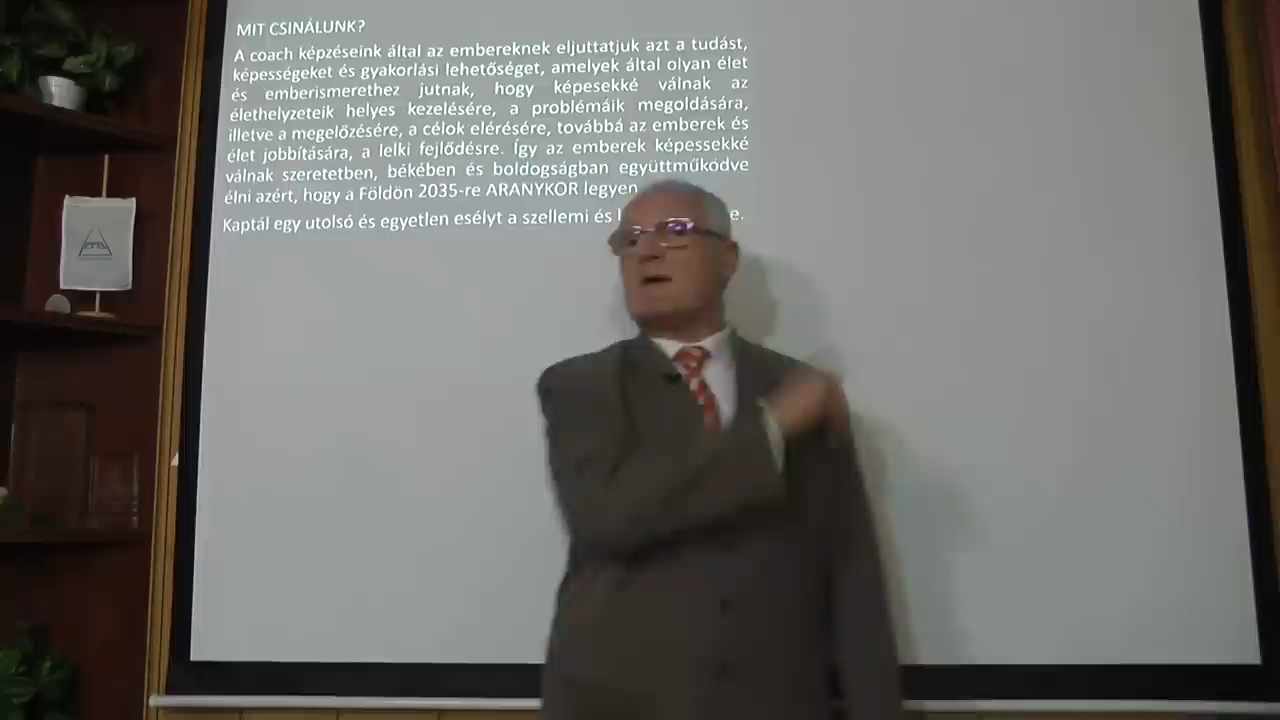 MIT CSINÁLUNK?
A coach képzéseink által az embereknek eljuttatjuk azt a tudást,
képességeket és gyakorlási lehetőséget, amelyek által olyan élet
és emberismerethez jutnak, hogy képesekké válnak az
élethelyzeteik helyes kezelésére, a problémáik megoldására,
illetve a megelőzésére, a célok elérésére, továbbá az emberek és
élet jobbítására, a lelki fejlődésre. Így az emberek képessekké
válnak szeretetben, békében és boldogságban együttműködve
élni azért, hogy a Földön 2035-re ARANYKOR legyen
Kaptál egy utolsó és egyetlen esélyt a szellemi és